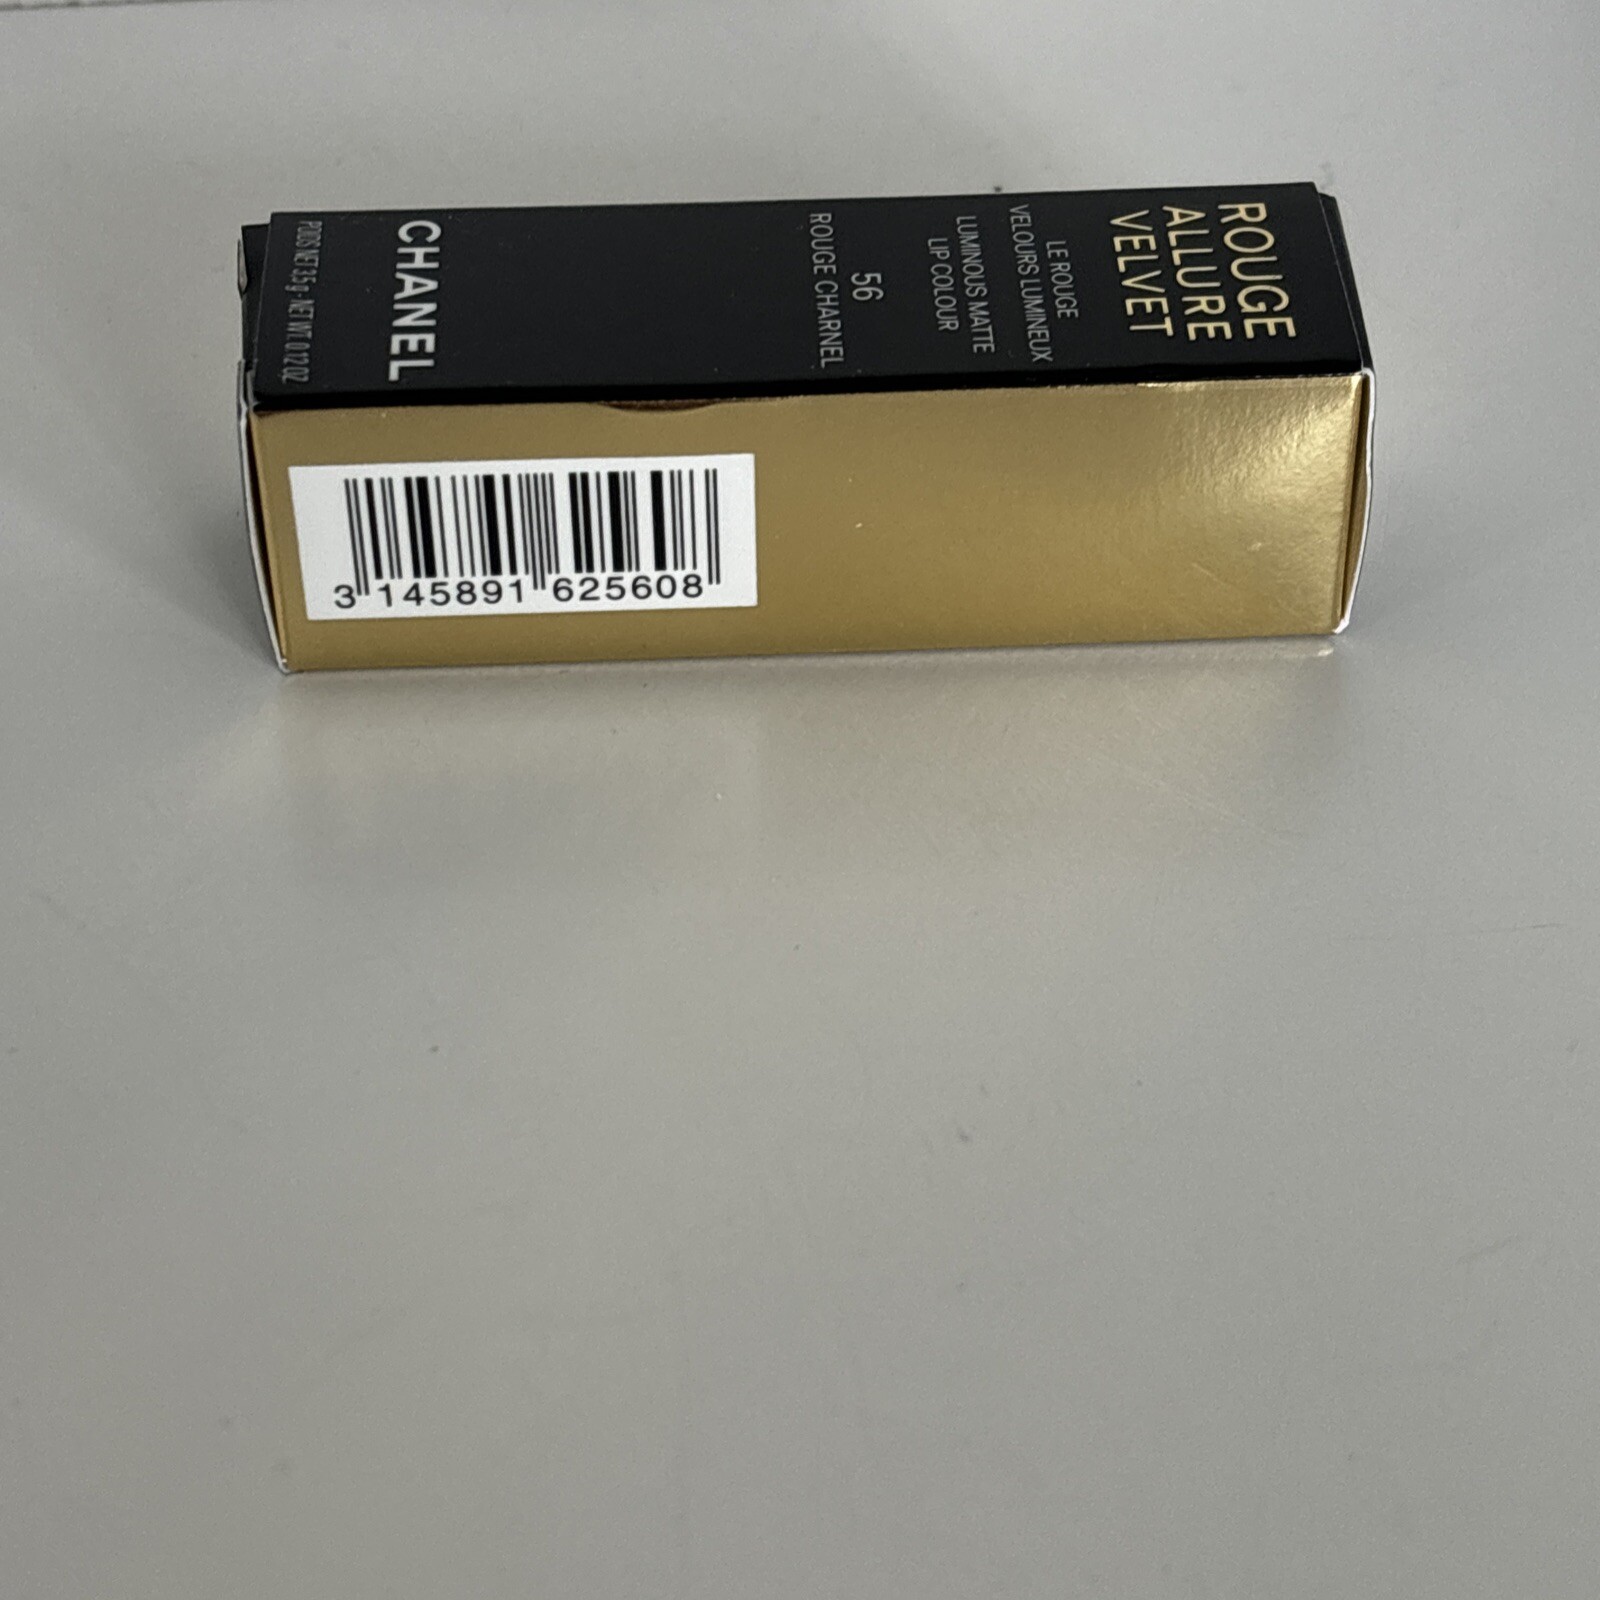 ROUGE
ALLURE
VELVET
LE ROUGE
VELOURS LUMINEUX
LUMINOUS MATTE
LIP COLOUR
56
ROUGE CHARNEL
CHANEL
POIDS NET 3.5 g - NET WT. 0.12 OZ
3 145891 625608